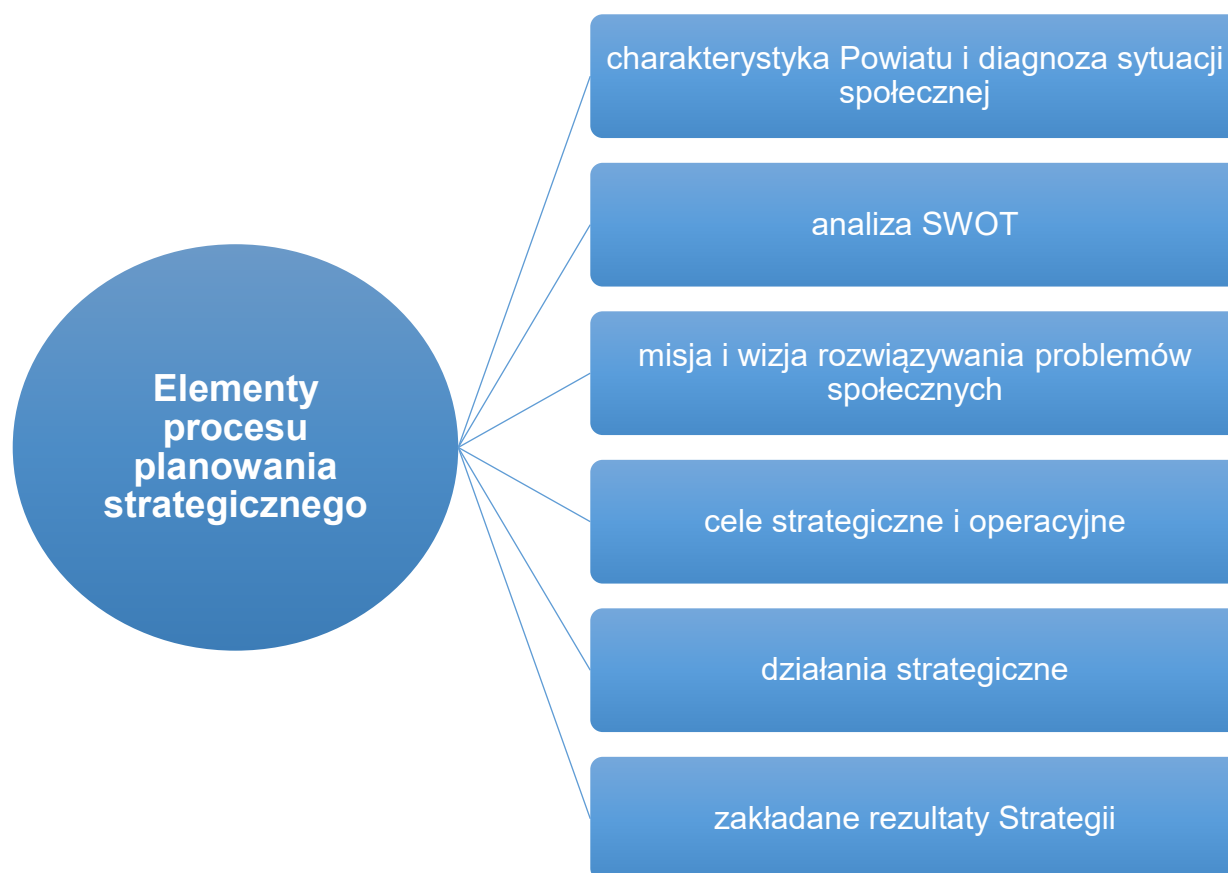 Elementy
procesu
planowania
strategicznego
charakterystyka Powiatu i diagnoza sytuacji
społecznej
analiza SWOT
misja i wizja rozwiązywania problemów
społecznych
cele strategiczne i operacyjne
działania strategiczne
zakładane rezultaty Strategii